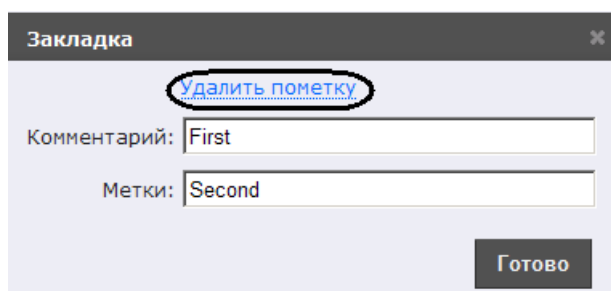 Закладка
Удалить пометку
Комментарий: First
Метки: Second
Готово